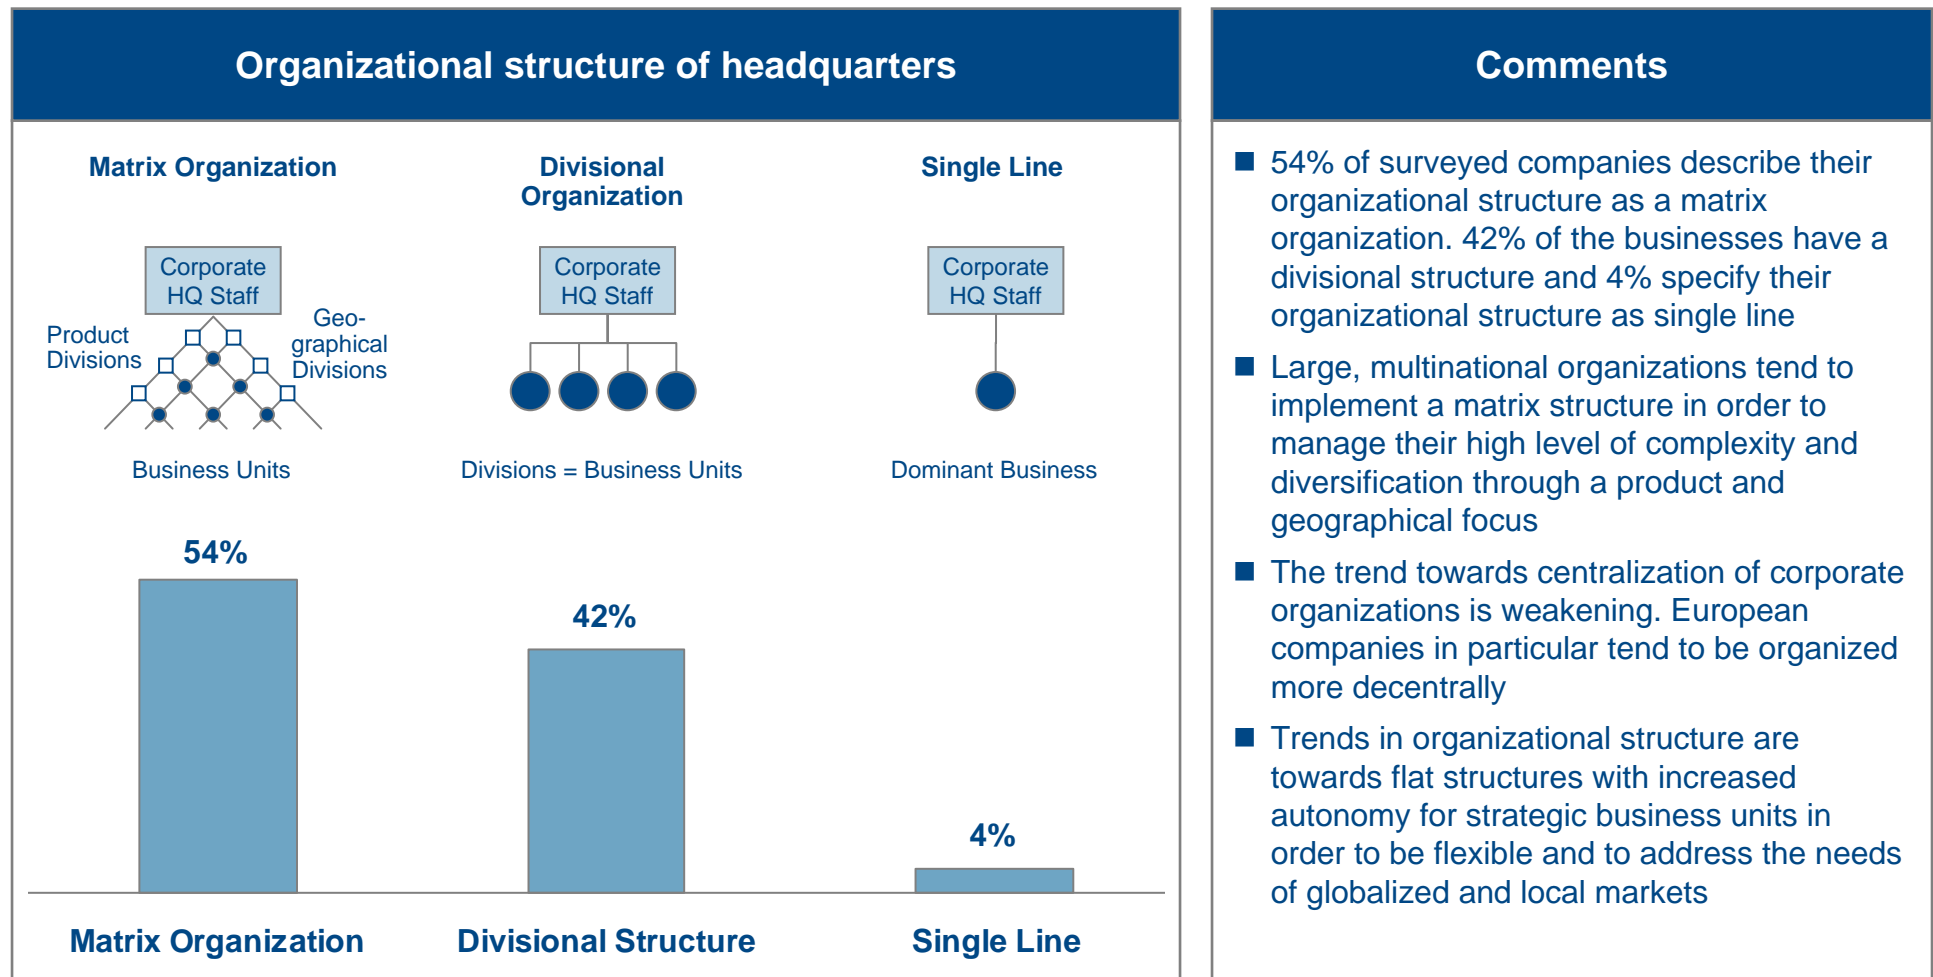 Organizational structure of headquarters
Matrix Organization
Divisional
Organization
Single Line
Corporate
HQ Staff
Product
Divisions
Geo-
graphical
Divisions
Corporate
HQ Staff
Corporate
HQ Staff
Business Units
Divisions = Business Units
Dominant Business
54%
42%
4%
Matrix Organization
Divisional Structure
Single Line
Comments
■ 54% of surveyed companies describe their
organizational structure as a matrix
organization. 42% of the businesses have a
divisional structure and 4% specify their
organizational structure as single line
■ Large, multinational organizations tend to
implement a matrix structure in order to
manage their high level of complexity and
diversification through a product and
geographical focus
■ The trend towards centralization of corporate
organizations is weakening. European
companies in particular tend to be organized
more decentrally
■ Trends in organizational structure are
towards flat structures with increased
autonomy for strategic business units in
order to be flexible and to address the needs
of globalized and local markets